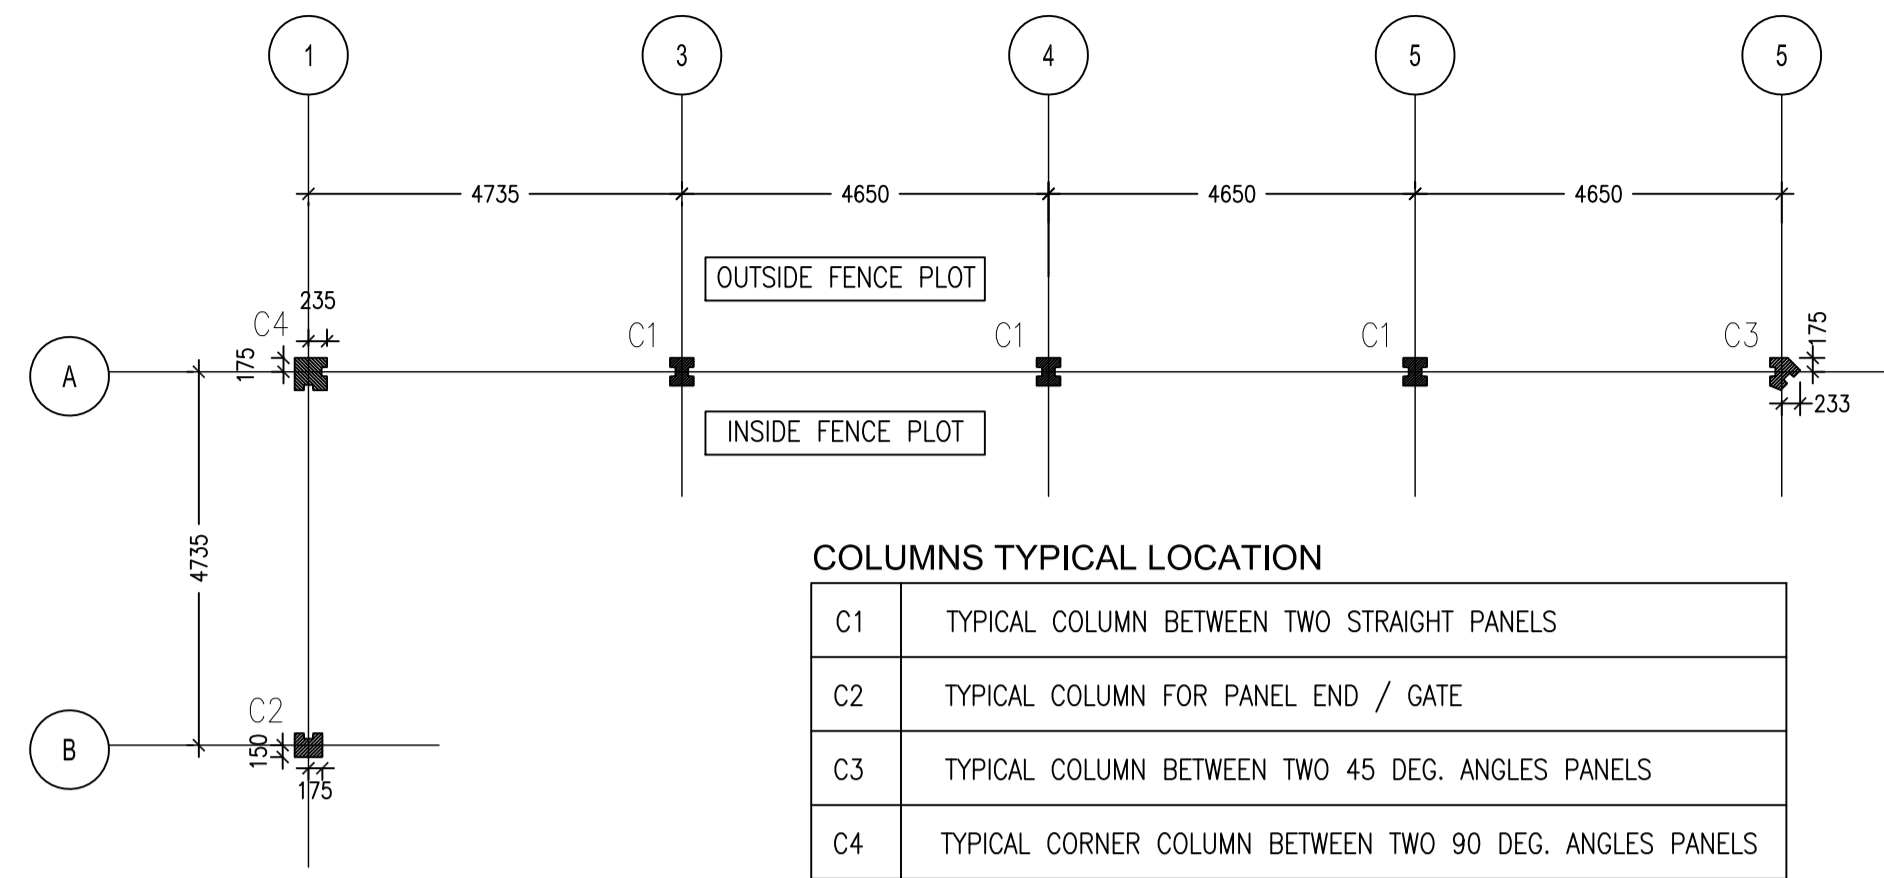 1 3 4 5 5
4735 4650 4650 4650
OUTSIDE FENCE PLOT
235
C4 C1 C1 C1 C3
175 175
A
233
INSIDE FENCE PLOT
4735
COLUMNS TYPICAL LOCATION
C1 TYPICAL COLUMN BETWEEN TWO STRAIGHT PANELS
C2 TYPICAL COLUMN FOR PANEL END / GATE
C2
B
150
175
C3 TYPICAL COLUMN BETWEEN TWO 45 DEG. ANGLES PANELS
C4 TYPICAL CORNER COLUMN BETWEEN TWO 90 DEG. ANGLES PANELS